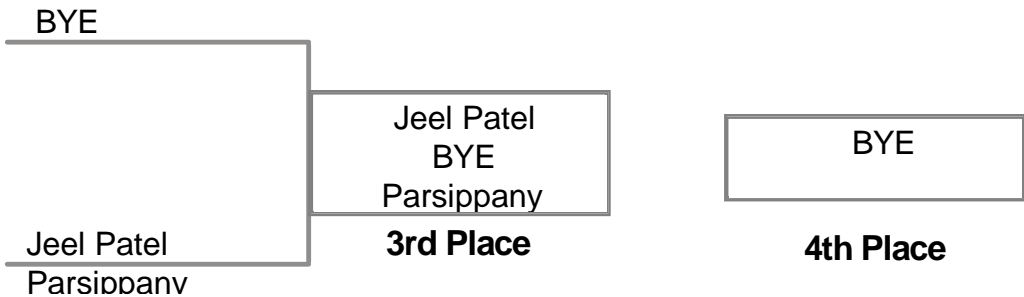 BYE
Jeel Patel
BYE
Parsippany
3rd Place
BYE
4th Place
Jeel Patel
Parsippany